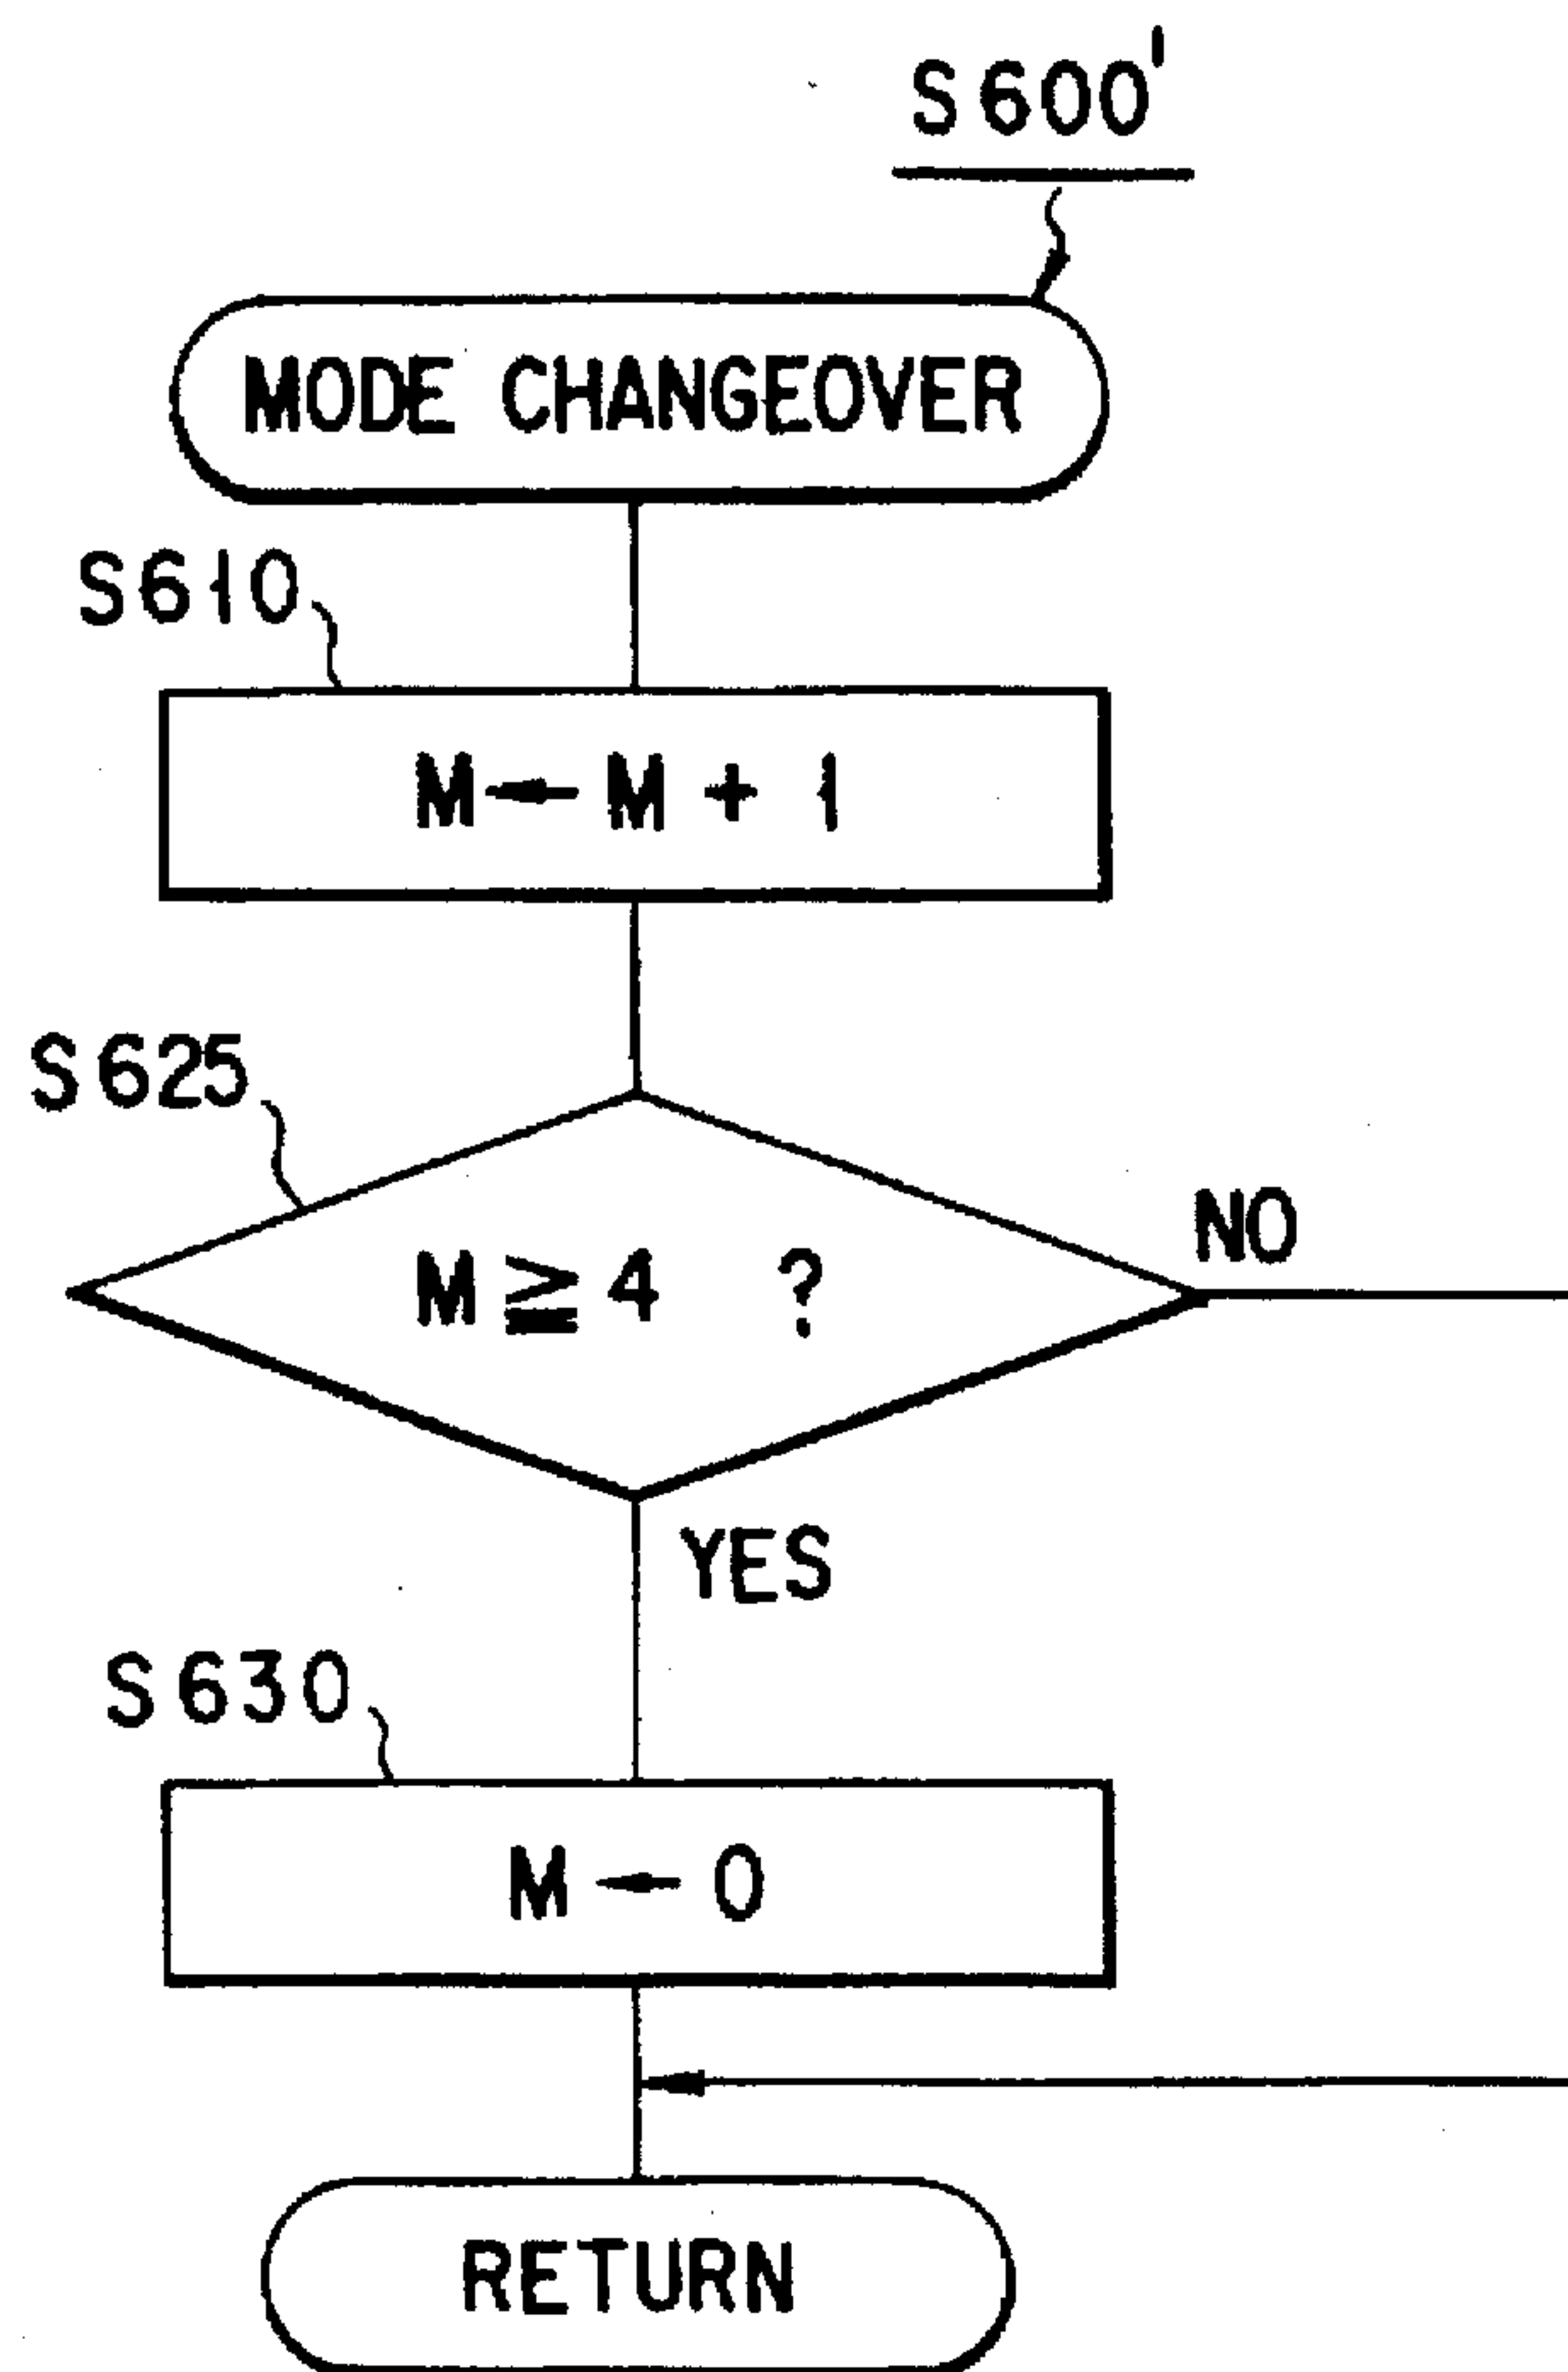 S600'
MODE CHANGEOVER
S610
M ← M + 1
S625
NO
M ≧ 4 ?
YES
S630
M ← 0
RETURN